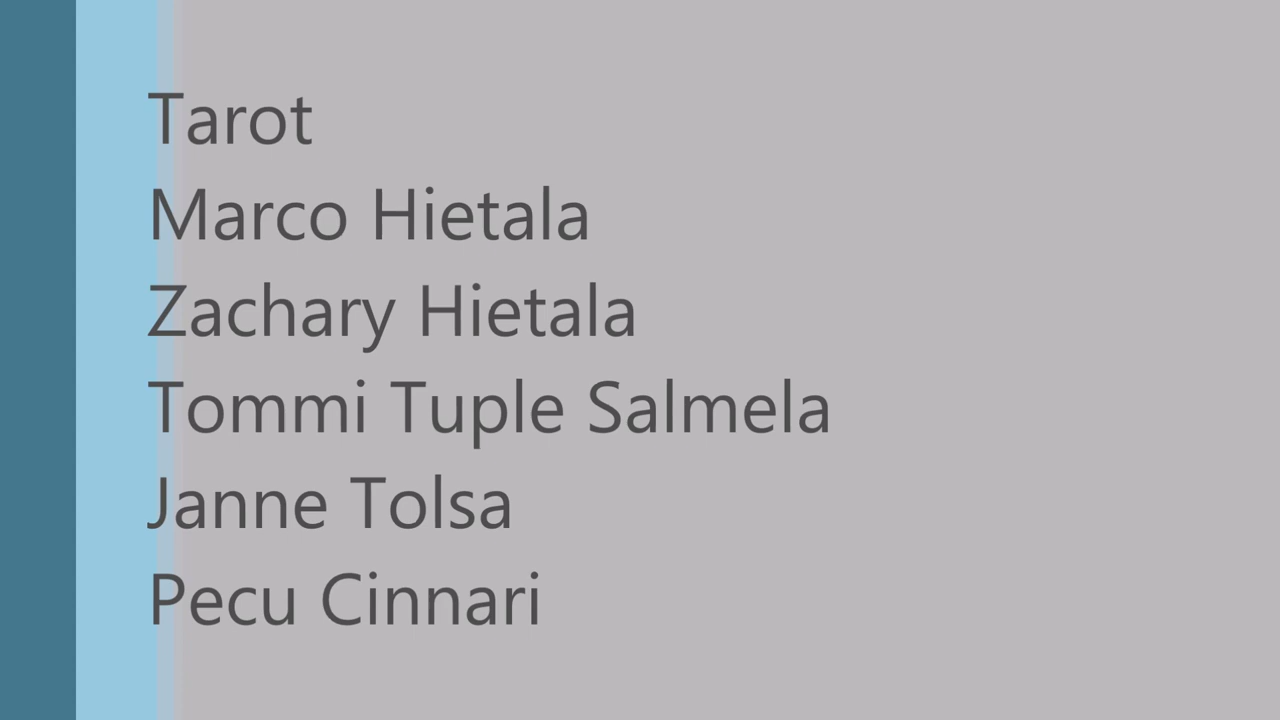 Tarot
Marco Hietala
Zachary Hietala
Tommi Tuple Salmela
Janne Tolsa
Pecu Cinnari